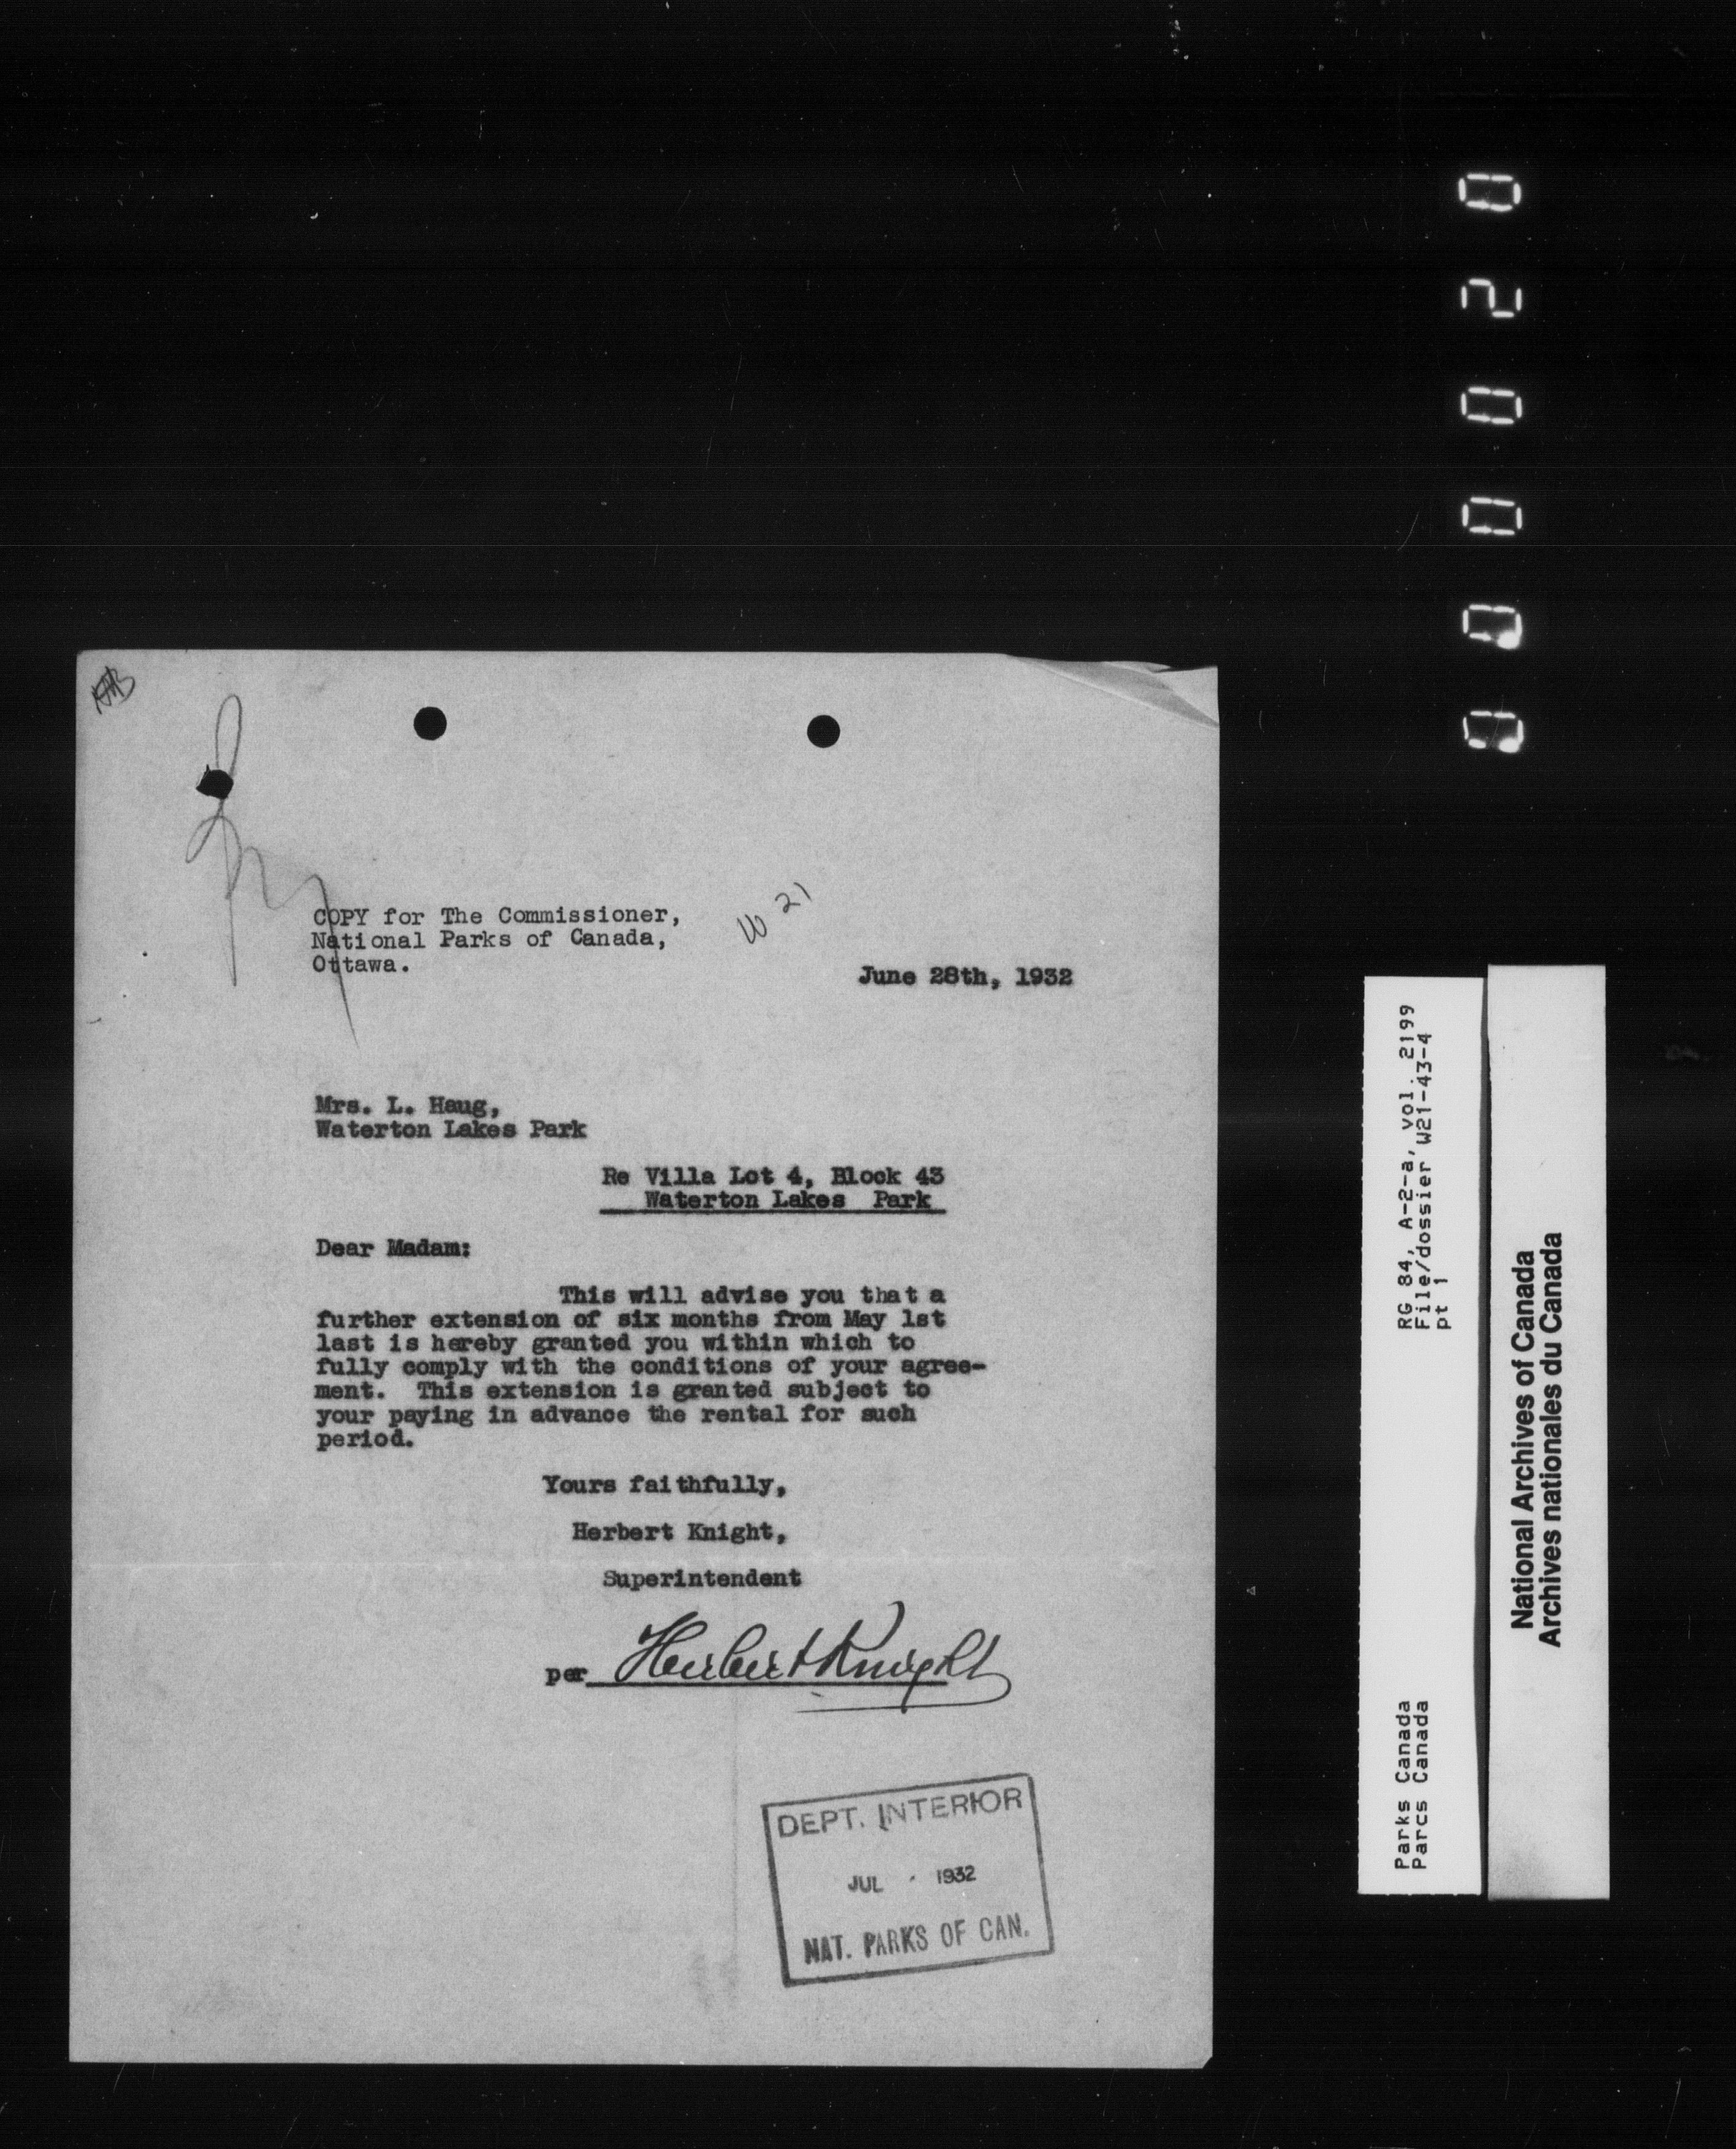 COPY for The Commissioner,
National Parks of Canada,
Ottawa.
W 21
June 28th, 1932
Mrs. L. Haug,
Waterton Lakes Park
Re Villa Lot 4, Block 43
Waterton Lakes Park
Dear Madam:
This will advise you that a
further extension of six months from May 1st
last is hereby granted you within which to
fully comply with the conditions of your agree-
ment. This extension is granted subject to
your paying in advance the rental for such
period.
Yours faithfully,
Herbert Knight,
Superintendent
per Herbert Knight
DEPT. INTERIOR
JUL 1932
NAT. PARKS OF CAN.
RG 84, A-2-a, vol. 2199
File/dossier W21-43-4
pt 1
Parks Canada
Parcs Canada
National Archives of Canada
Archives nationales du Canada